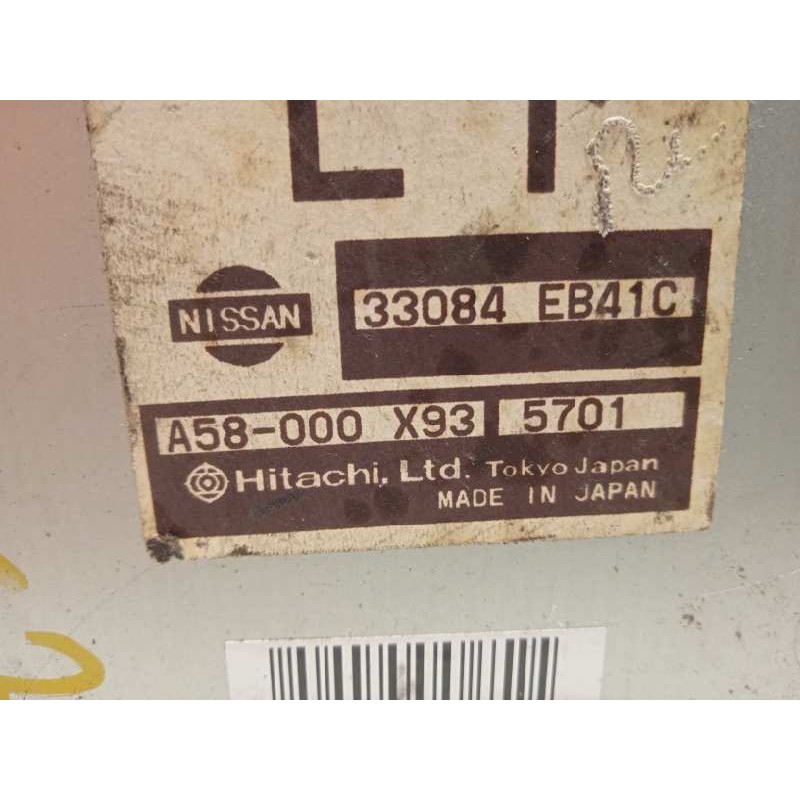 NISSAN
33084 EB41C
A58-000 X93 5701
Hitachi, Ltd. Tokyo Japan
MADE IN JAPAN